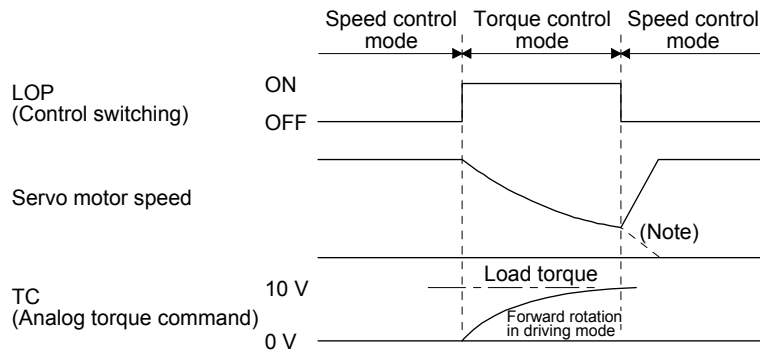 Speed control
mode
Torque control
mode
Speed control
mode
LOP
(Control switching)
ON
OFF
Servo motor speed
(Note)
TC
(Analog torque command)
10 V
0 V
Load torque
Forward rotation
in driving mode